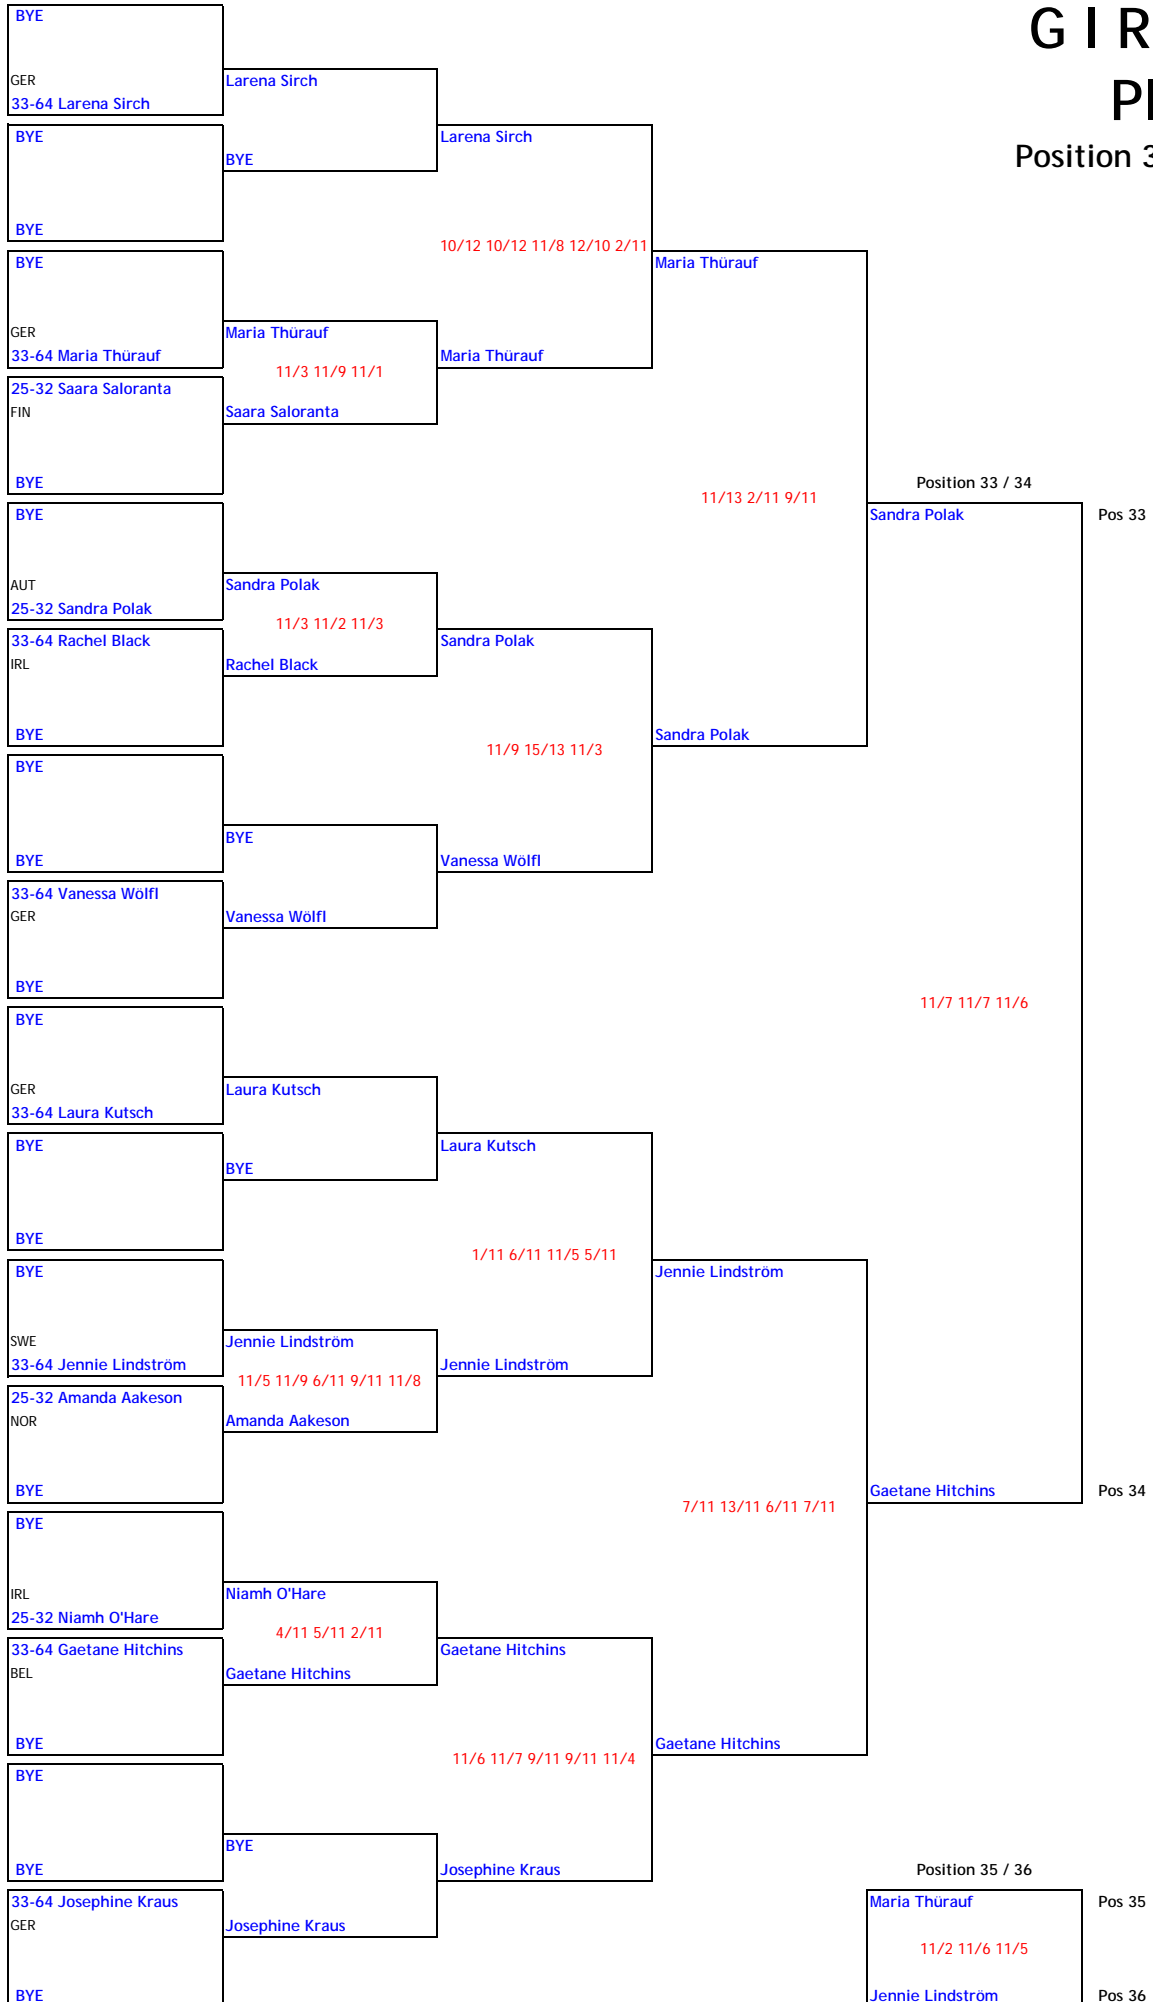 G I R
Pl
Position 3
BYE
GER
33-64 Larena Sirch
Larena Sirch
BYE
BYE
BYE
Larena Sirch
10/12 10/12 11/8 12/10 2/11
BYE
GER
33-64 Maria Thürauf
Maria Thürauf
11/3 11/9 11/1
Maria Thürauf
25-32 Saara Saloranta
FIN
Saara Saloranta
BYE
Maria Thürauf
11/13 2/11 9/11
BYE
AUT
25-32 Sandra Polak
Sandra Polak
11/3 11/2 11/3
33-64 Rachel Black
IRL
Rachel Black
BYE
Sandra Polak
11/9 15/13 11/3
Sandra Polak
BYE
BYE
BYE
Vanessa Wölfl
33-64 Vanessa Wölfl
GER
Vanessa Wölfl
BYE
Position 33 / 34
Sandra Polak
Pos 33
11/7 11/7 11/6
BYE
GER
33-64 Laura Kutsch
Laura Kutsch
BYE
BYE
BYE
Laura Kutsch
1/11 6/11 11/5 5/11
Jennie Lindström
BYE
SWE
33-64 Jennie Lindström
Jennie Lindström
11/5 11/9 6/11 9/11 11/8
Jennie Lindström
25-32 Amanda Aakeson
NOR
Amanda Aakeson
BYE
7/11 13/11 6/11 7/11
Gaetane Hitchins
Pos 34
BYE
IRL
25-32 Niamh O'Hare
Niamh O'Hare
4/11 5/11 2/11
33-64 Gaetane Hitchins
BEL
Gaetane Hitchins
BYE
Gaetane Hitchins
11/6 11/7 9/11 9/11 11/4
Gaetane Hitchins
BYE
BYE
BYE
Josephine Kraus
33-64 Josephine Kraus
GER
Josephine Kraus
BYE
Position 35 / 36
Maria Thürauf
Pos 35
11/2 11/6 11/5
Jennie Lindström
Pos 36